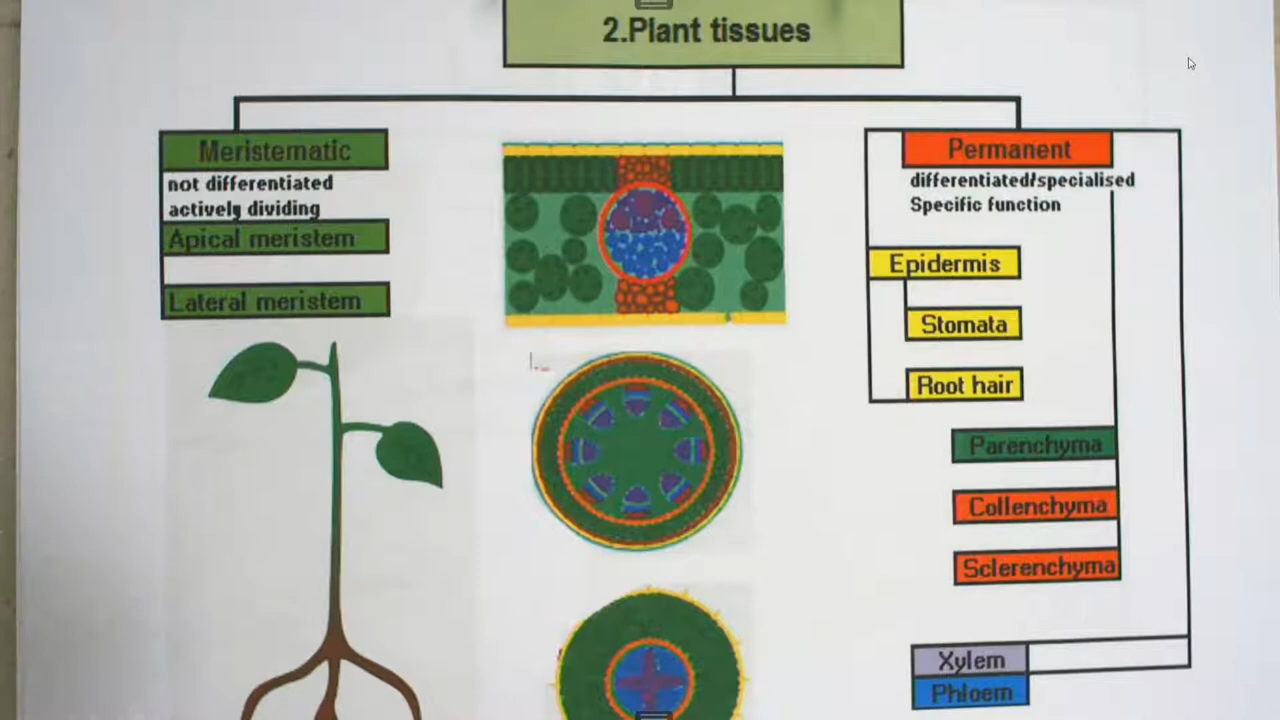 2.Plant tissues
Meristematic
not differentiated
actively dividing
Apical meristem
Lateral meristem
Permanent
differentiated/specialised
Specific function
Epidermis
Stomata
Root hair
Parenchyma
Collenchyma
Sclerenchyma
Xylem
Phloem